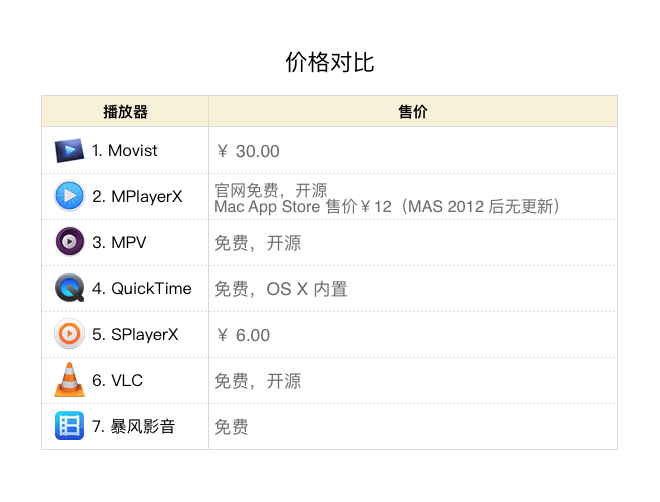 价格对比
播放器 售价
1. Movist ￥ 30.00
2. MPlayerX 官网免费，开源
Mac App Store 售价￥12（MAS 2012 后无更新）
3. MPV 免费，开源
4. QuickTime 免费，OS X 内置
5. SPlayerX ￥ 6.00
6. VLC 免费，开源
7. 暴风影音 免费